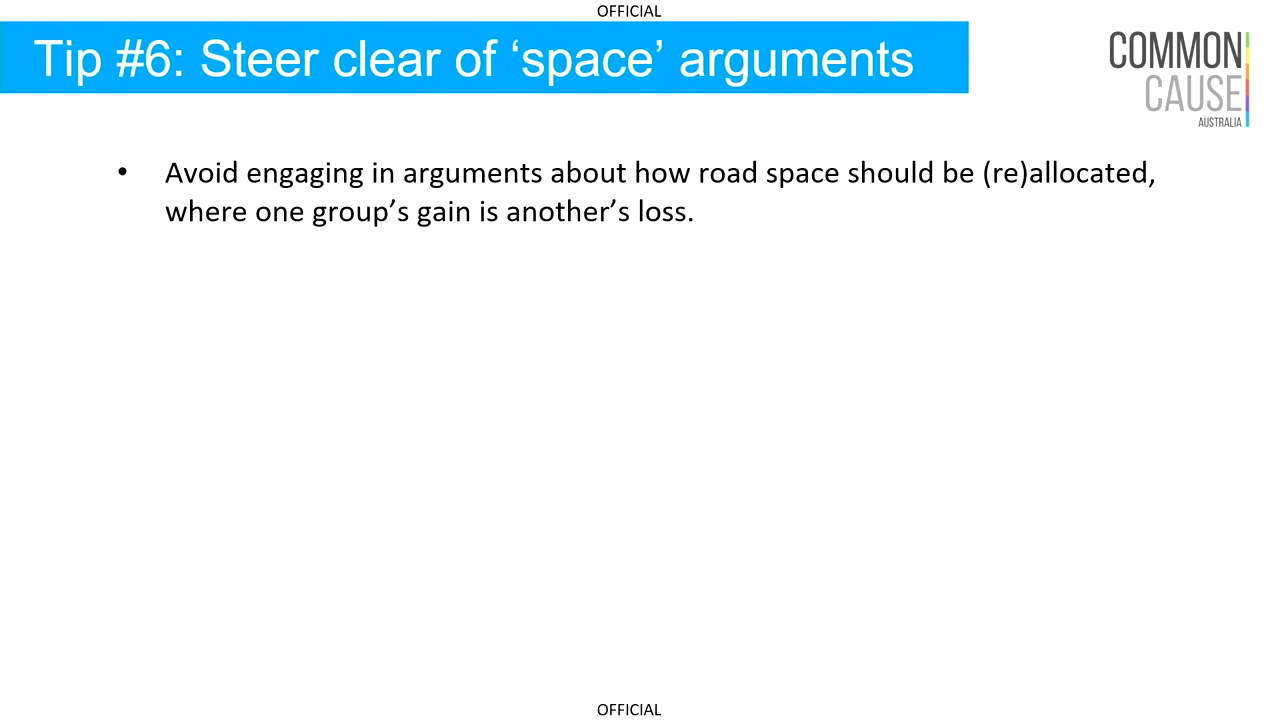 OFFICIAL
Tip #6: Steer clear of ‘space’ arguments
COMMON
CAUSE
AUSTRALIA
• Avoid engaging in arguments about how road space should be (re)allocated,
where one group’s gain is another’s loss.
OFFICIAL